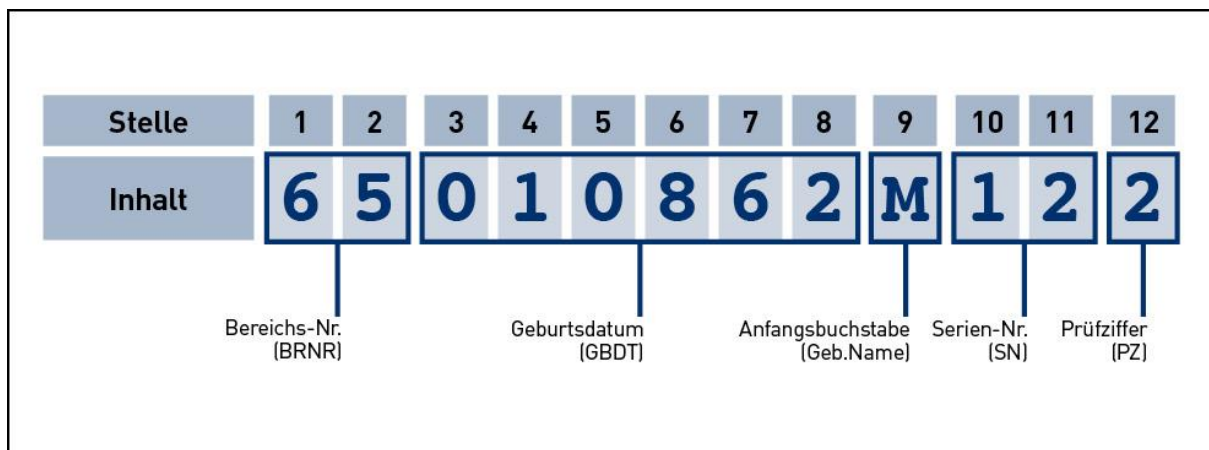 Stelle 1 2 3 4 5 6 7 8 9 10 11 12
Inhalt 6 5 0 1 0 8 6 2 M 1 2 2
Bereichs-Nr. Geburtsdatum Anfangsbuchstabe Serien-Nr. Prüfziffer
(BRNR) (GBDT) (Geb.Name) (SN) (PZ)